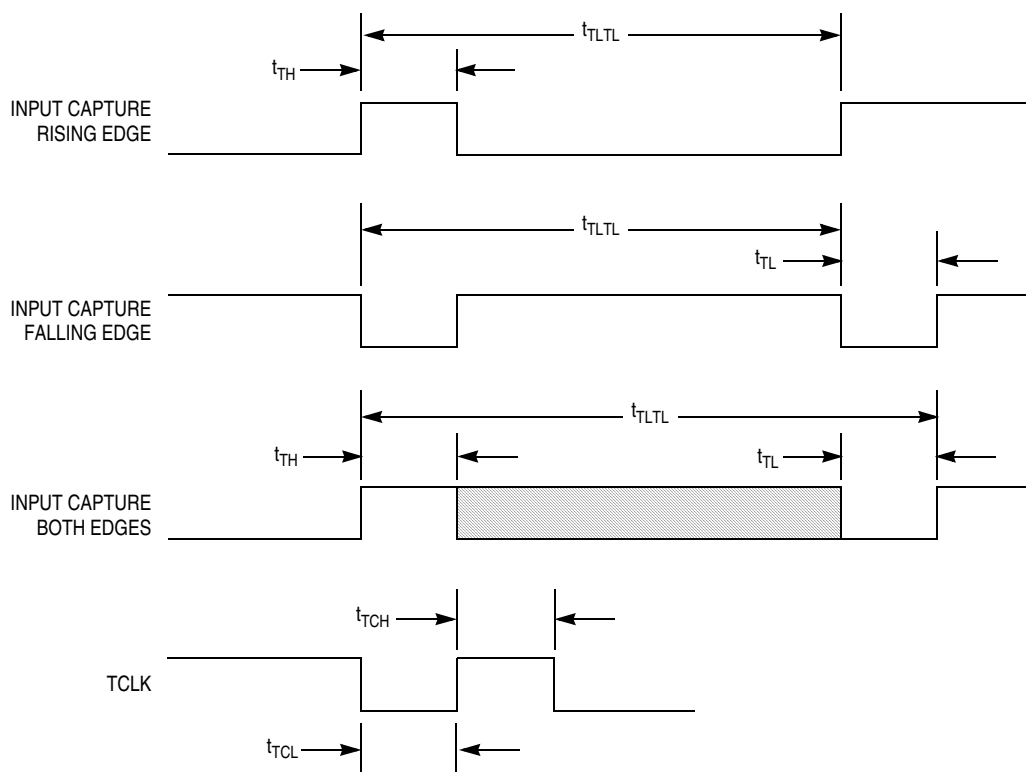 tTLTL
tTH
INPUT CAPTURE
RISING EDGE
tTLTL
tTL
INPUT CAPTURE
FALLING EDGE
tTLTL
tTH
tTL
INPUT CAPTURE
BOTH EDGES
tTCH
TCLK
tTCL